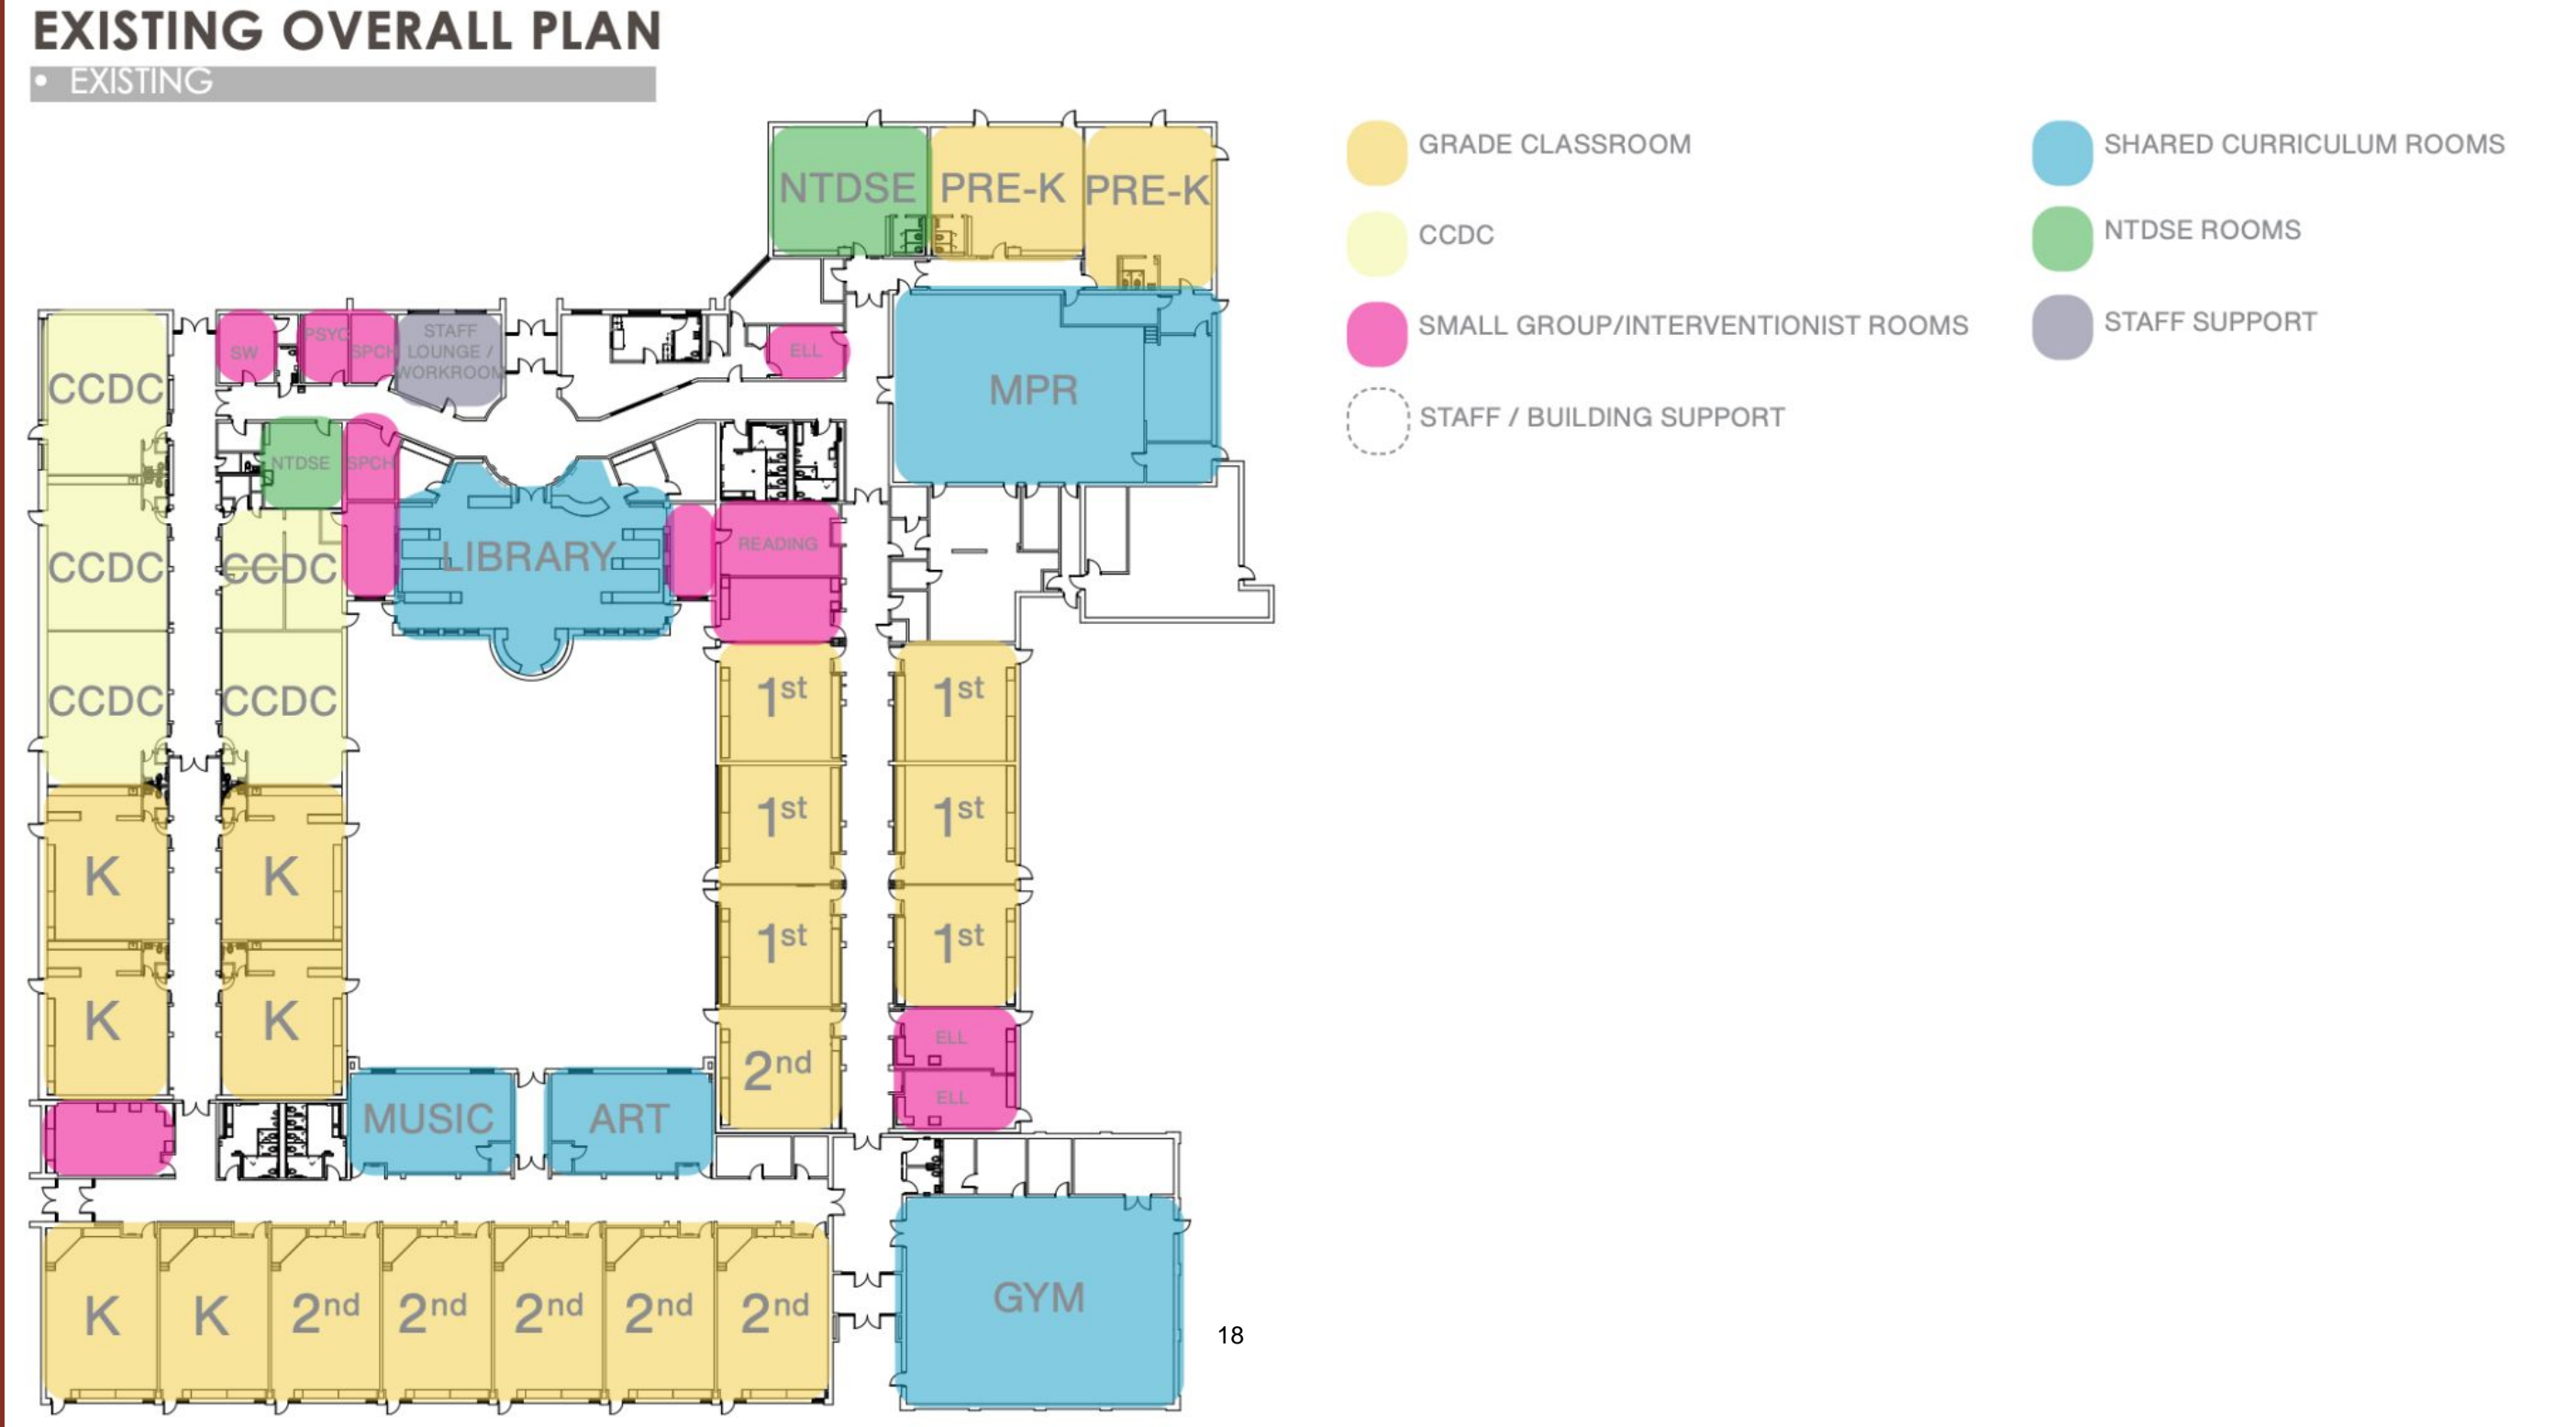 EXISTING OVERALL PLAN
• EXISTING
NTDSE PRE-K PRE-K
GRADE CLASSROOM
CCDC
SMALL GROUP/INTERVENTIONIST ROOMS
STAFF / BUILDING SUPPORT
SHARED CURRICULUM ROOMS
NTDSE ROOMS
STAFF SUPPORT
SW
PSYC
SPCH
STAFF
LOUNGE /
WORKROOM
ELL
MPR
CCDC
NTDSE
SPCH
LIBRARY
READING
CCDC
CCDC
CCDC
CCDC
1st
1st
K
K
1st
1st
1st
1st
K
K
2nd
ELL
ELL
MUSIC
ART
K
K
2nd
2nd
2nd
2nd
2nd
GYM
18